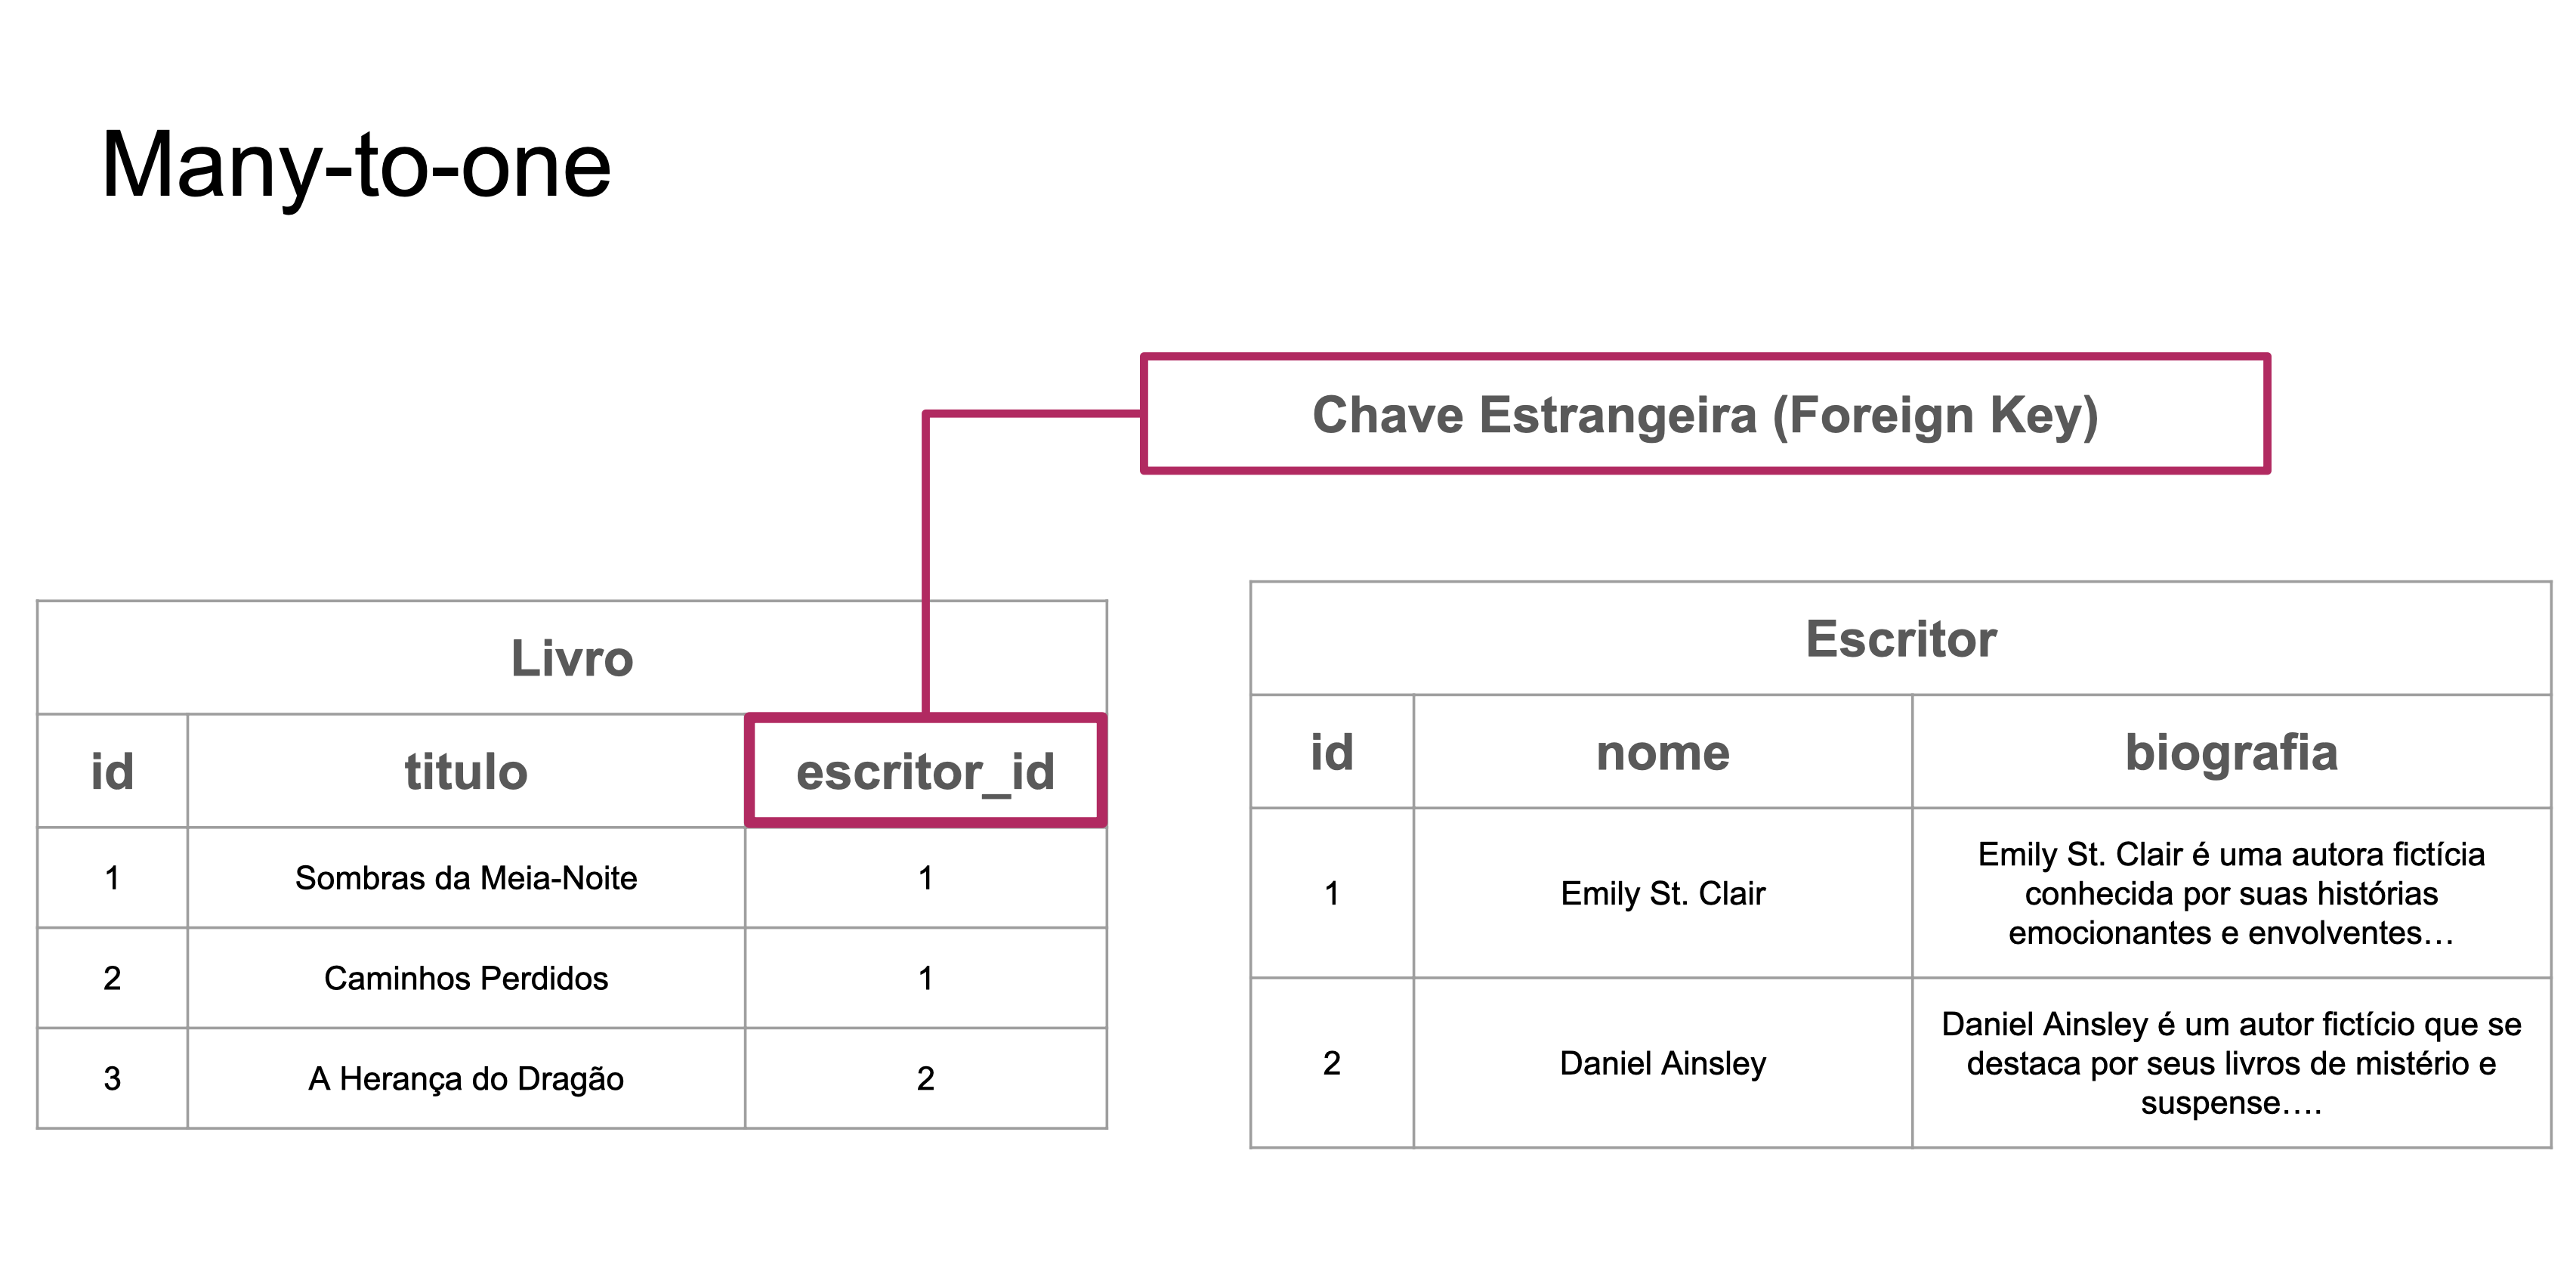 Many-to-one
Chave Estrangeira (Foreign Key)
Livro
id titulo escritor_id
1 Sombras da Meia-Noite 1
2 Caminhos Perdidos 1
3 A Herança do Dragão 2
Escritor
id nome biografia
1 Emily St. Clair Emily St. Clair é uma autora fictícia
conhecida por suas histórias
emocionantes e envolventes…
2 Daniel Ainsley Daniel Ainsley é um autor fictício que se
destaca por seus livros de mistério e
suspense….